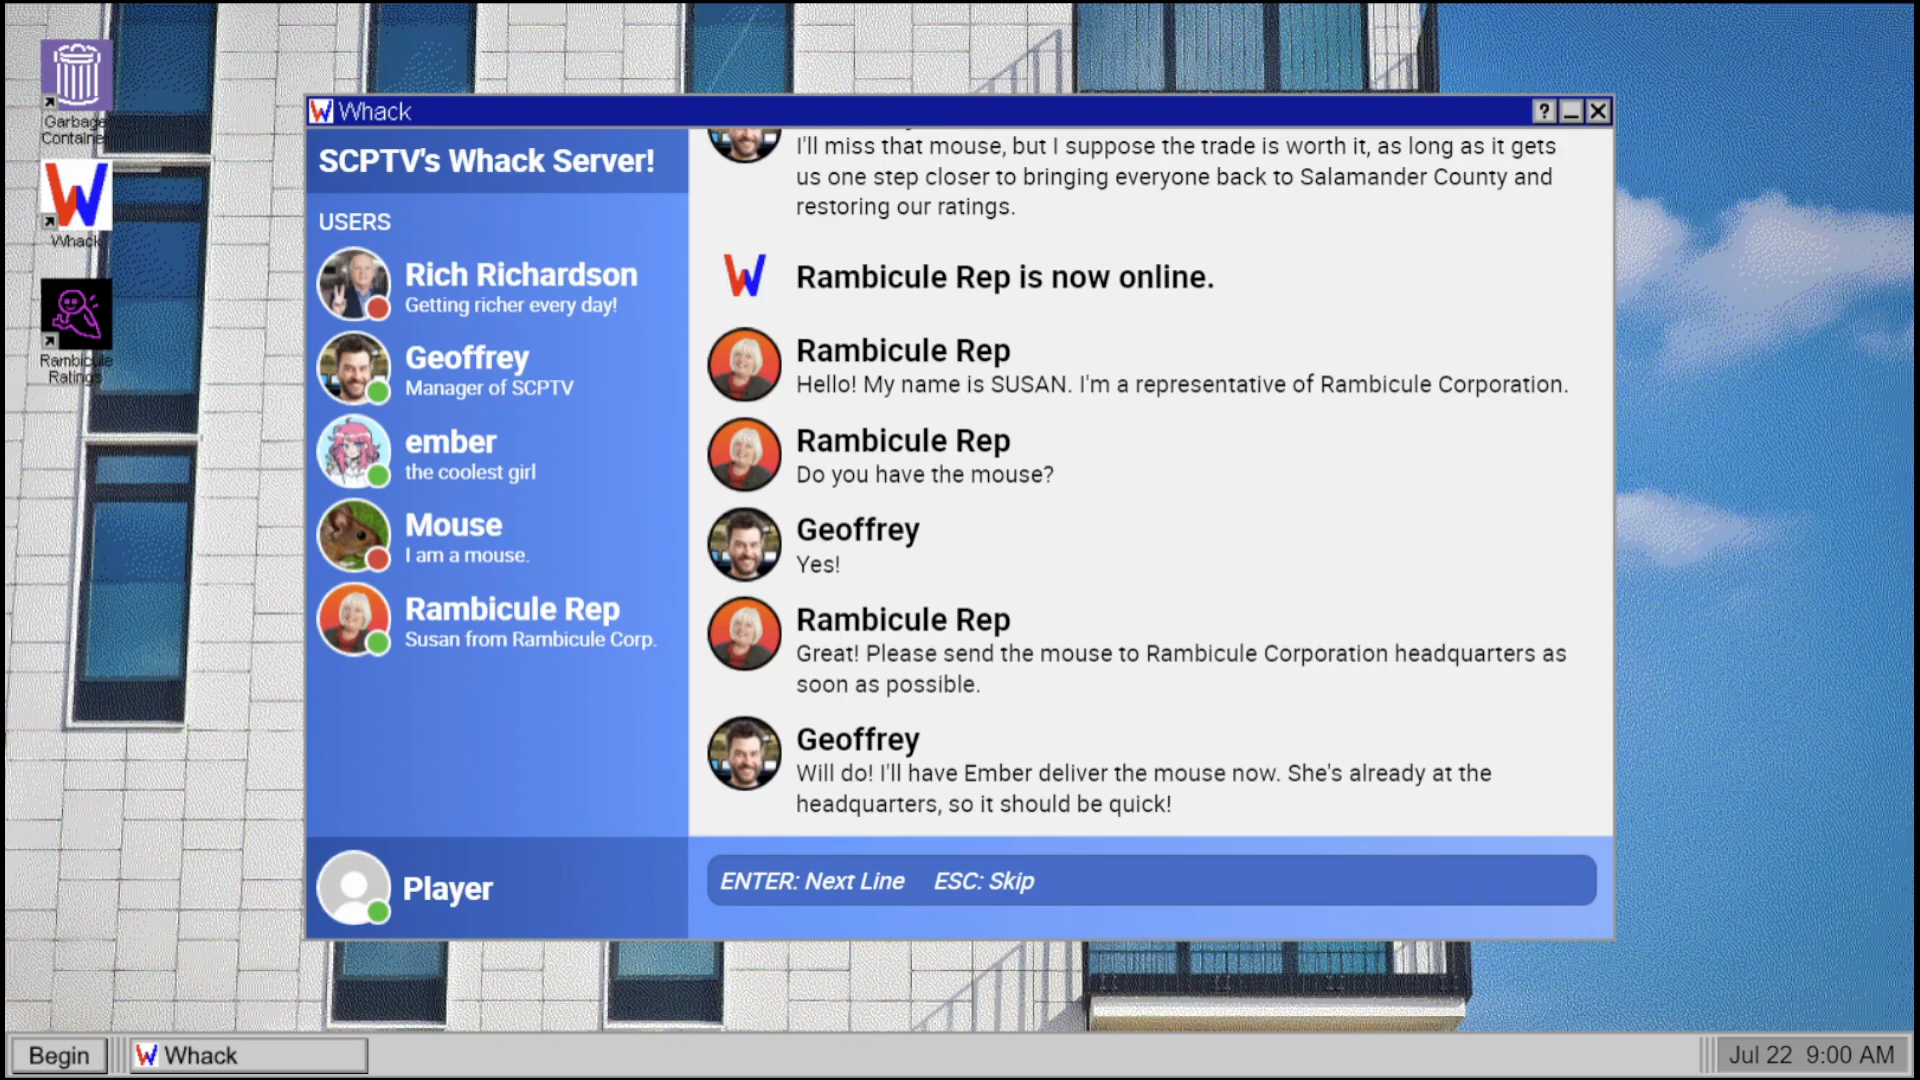 Garbage
Container
Whack
Rambicule
Ratings
Whack
?
SCPTV's Whack Server!
USERS
Rich Richardson
Getting richer every day!
Geoffrey
Manager of SCPTV
ember
the coolest girl
Mouse
I am a mouse.
Rambicule Rep
Susan from Rambicule Corp.
Player
I'll miss that mouse, but I suppose the trade is worth it, as long as it gets
us one step closer to bringing everyone back to Salamander County and
restoring our ratings.
Rambicule Rep is now online.
Rambicule Rep
Hello! My name is SUSAN. I'm a representative of Rambicule Corporation.
Rambicule Rep
Do you have the mouse?
Geoffrey
Yes!
Rambicule Rep
Great! Please send the mouse to Rambicule Corporation headquarters as
soon as possible.
Geoffrey
Will do! I'll have Ember deliver the mouse now. She's already at the
headquarters, so it should be quick!
ENTER: Next Line ESC: Skip
Begin
Whack
Jul 22 9:00 AM